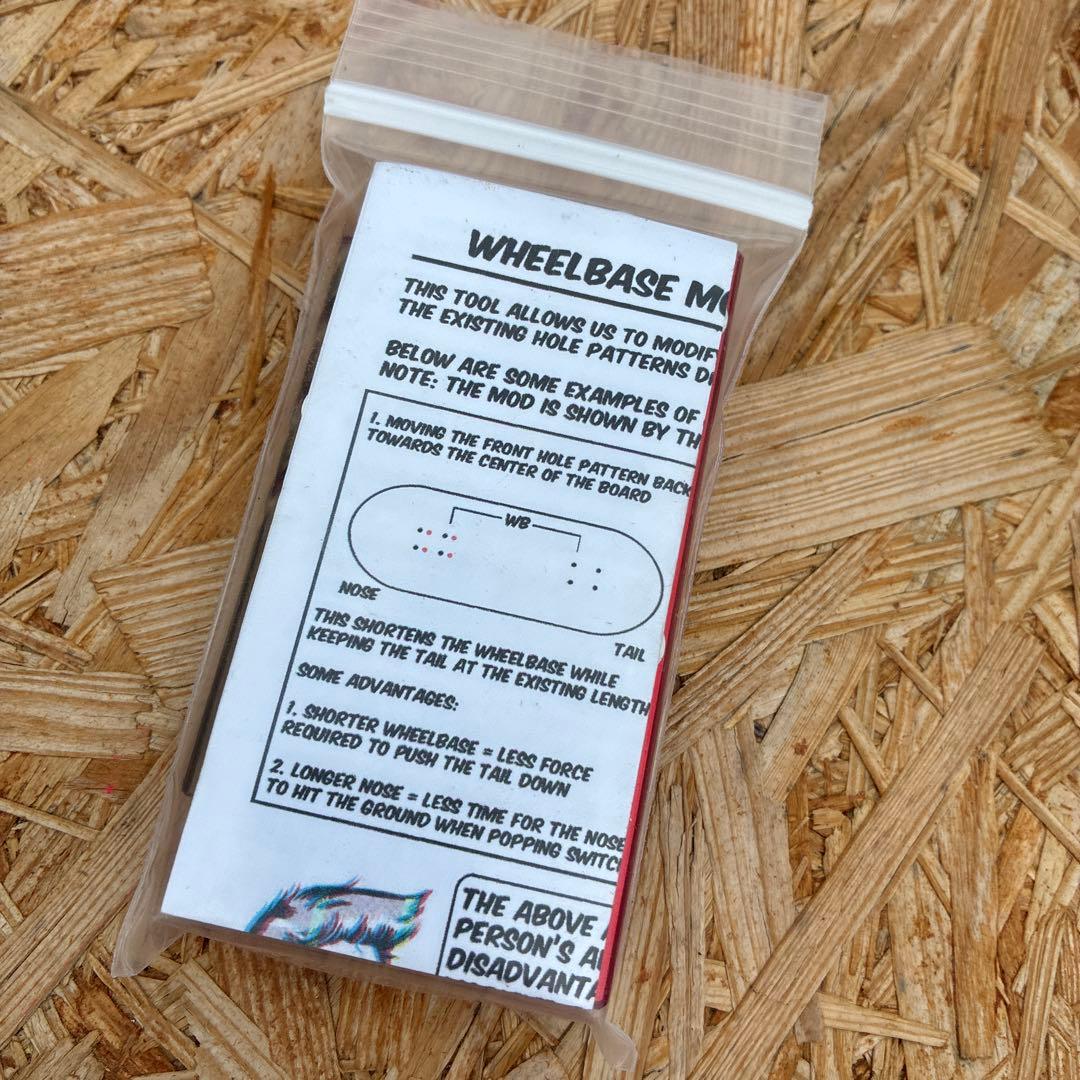 WHEELBASE
THIS TOOL ALLOWS US TO MODIFY
THE EXISTING HOLE PATTERNS
BELOW ARE SOME EXAMPLES OF
NOTE: THE MOD IS SHOWN BY
1. MOVING THE FRONT HOLE PATTERN BACK
TOWARDS THE CENTER OF THE BOARD
WB
NOSE
TAIL
THIS SHORTENS THE WHEELBASE WHILE
KEEPING THE TAIL AT THE EXISTING LENGTH
SOME ADVANTAGES:
1. SHORTER WHEELBASE = LESS FORCE
REQUIRED TO PUSH THE TAIL DOWN
2. LONGER NOSE = LESS TIME FOR THE NOSE
TO HIT THE GROUND WHEN POPPING SWITCH
THE ABOVE
PERSON'S